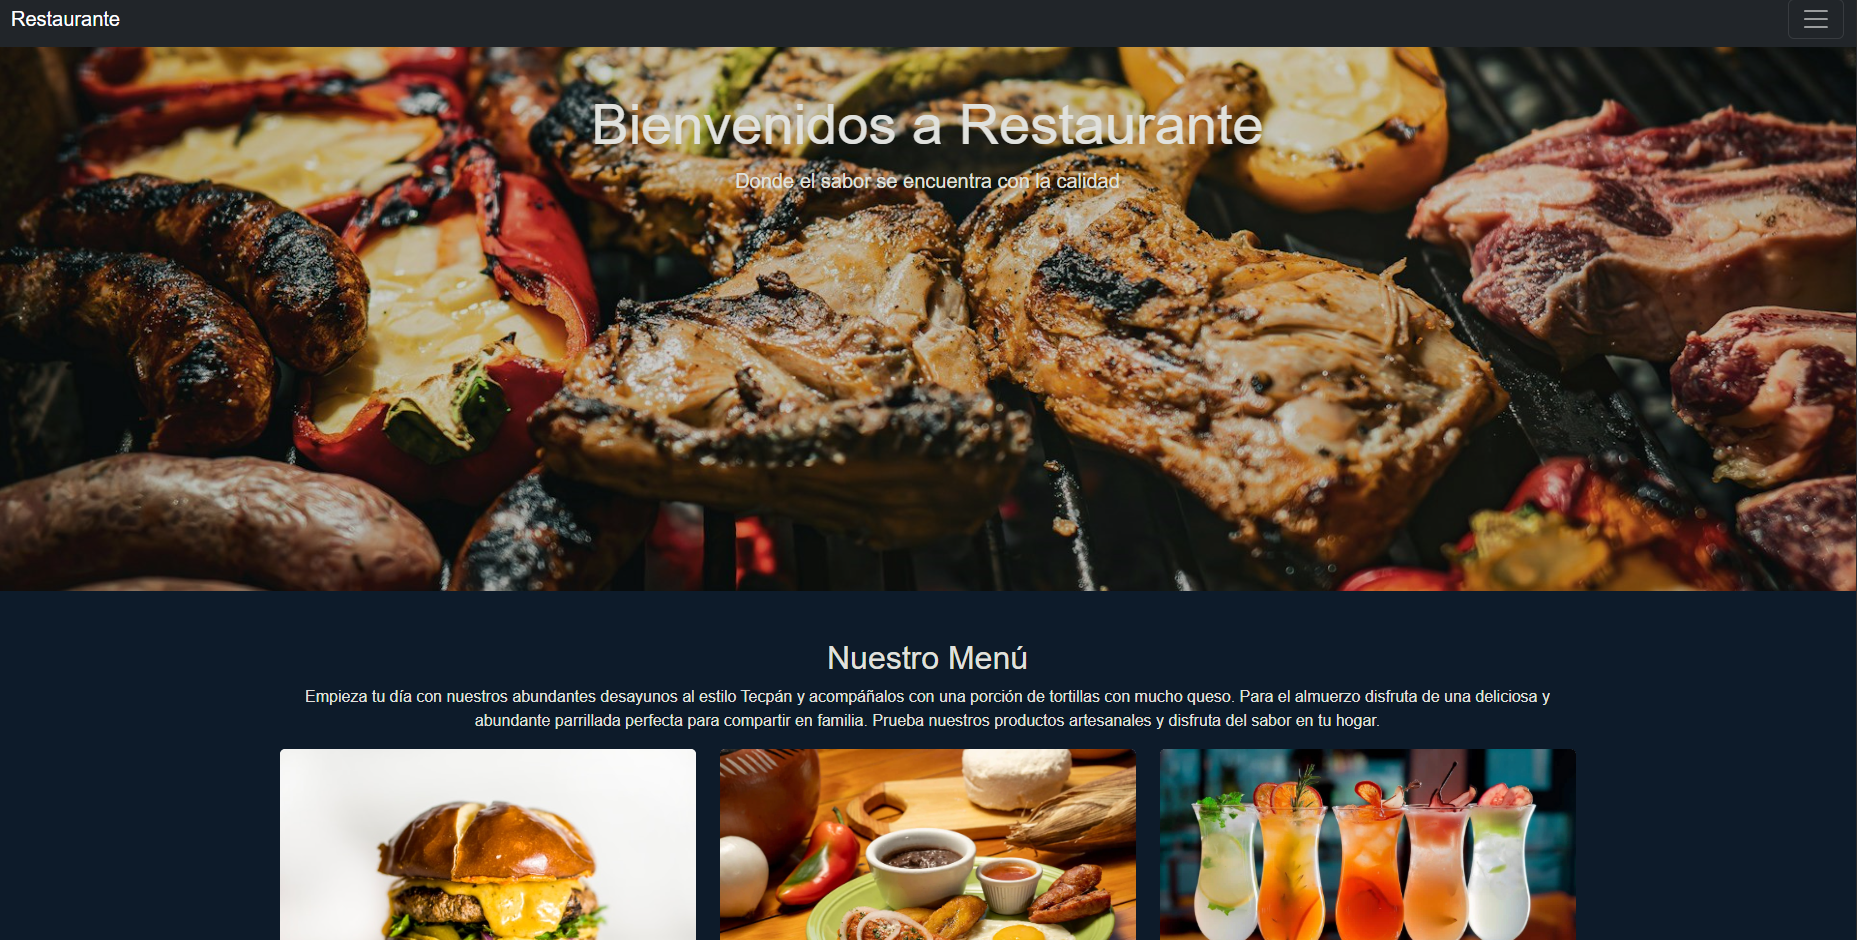 Restaurante
Bienvenidos a Restaurante
Donde el sabor se encuentra con la calidad
Nuestro Menú
Empieza tu día con nuestros abundantes desayunos al estilo Tecpán y acompáñalos con una porción de tortillas con mucho queso. Para el almuerzo disfruta de una deliciosa y
abundante parrillada perfecta para compartir en familia. Prueba nuestros productos artesanales y disfruta del sabor en tu hogar.